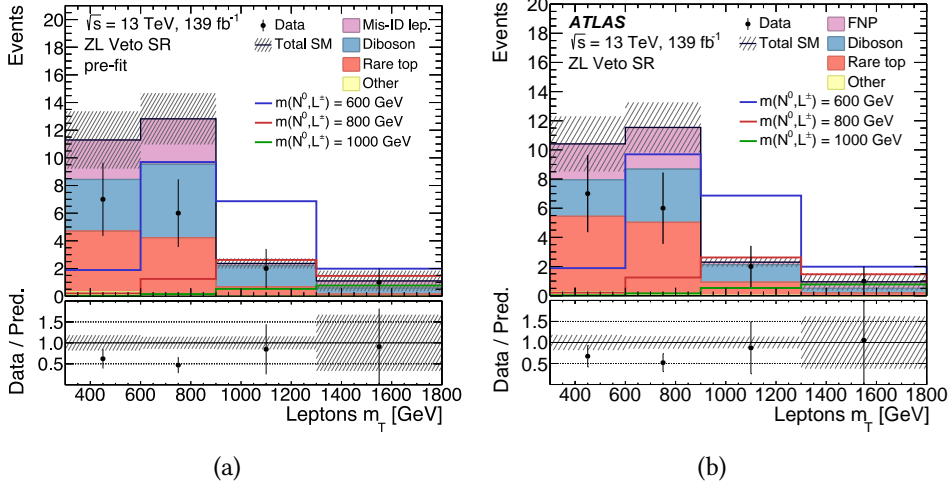 Events
√s = 13 TeV, 139 fb⁻¹
ZL Veto SR
pre-fit
Data
Total SM
Mis-ID lep.
Diboson
Rare top
Other
m(N⁰,L±) = 600 GeV
m(N⁰,L±) = 800 GeV
m(N⁰,L±) = 1000 GeV
20
18
16
14
12
10
8
6
4
2
0
Data / Pred.
1.5
1.0
0.5
400 600 800 1000 1200 1400 1600 1800
Leptons m_T [GeV]
(a)
Events
ATLAS
√s = 13 TeV, 139 fb⁻¹
ZL Veto SR
Data
Total SM
FNP
Diboson
Rare top
Other
m(N⁰,L±) = 600 GeV
m(N⁰,L±) = 800 GeV
m(N⁰,L±) = 1000 GeV
20
18
16
14
12
10
8
6
4
2
0
Data / Pred.
1.5
1.0
0.5
400 600 800 1000 1200 1400 1600 1800
Leptons m_T [GeV]
(b)